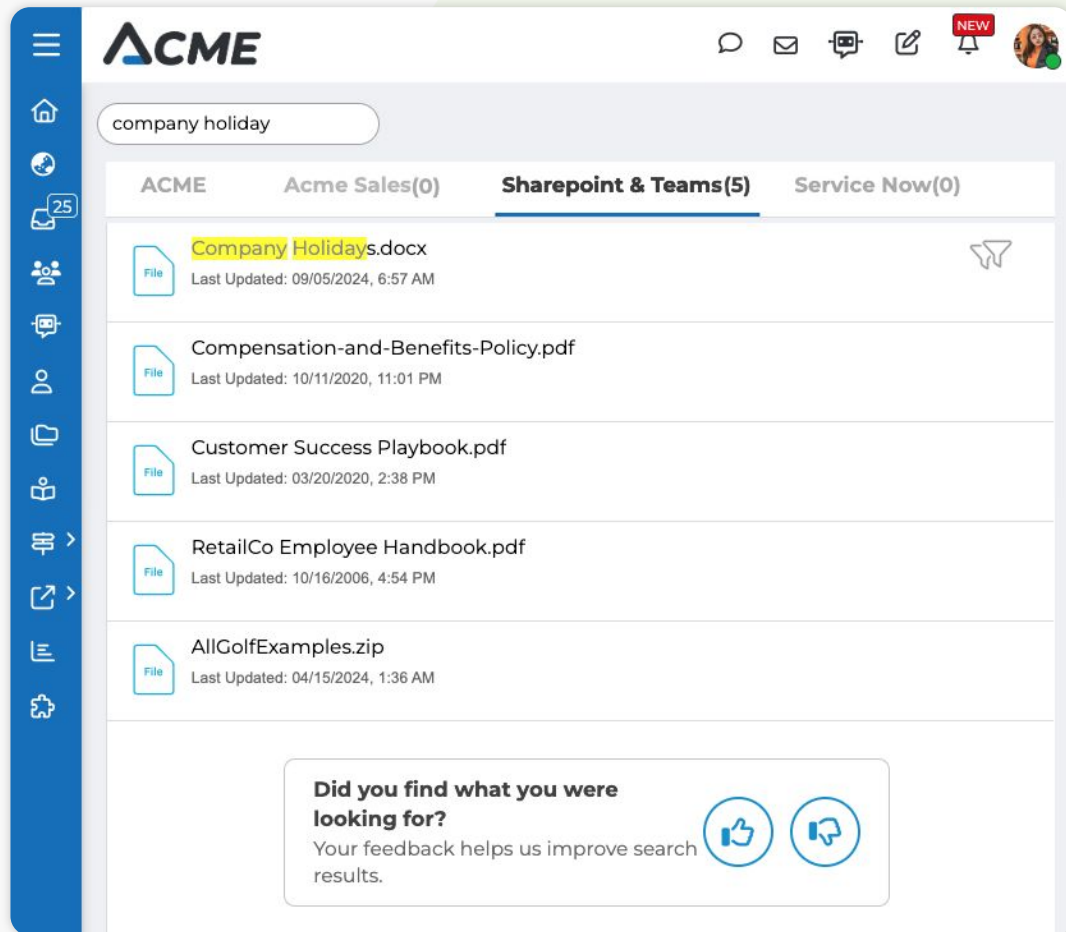 ACME
NEW
25
company holiday
ACME Acme Sales(0) Sharepoint & Teams(5) Service Now(0)
File
Company Holidays.docx
Last Updated: 09/05/2024, 6:57 AM
File
Compensation-and-Benefits-Policy.pdf
Last Updated: 10/11/2020, 11:01 PM
File
Customer Success Playbook.pdf
Last Updated: 03/20/2020, 2:38 PM
File
RetailCo Employee Handbook.pdf
Last Updated: 10/16/2006, 4:54 PM
File
AllGolfExamples.zip
Last Updated: 04/15/2024, 1:36 AM
Did you find what you were
looking for?
Your feedback helps us improve search
results.